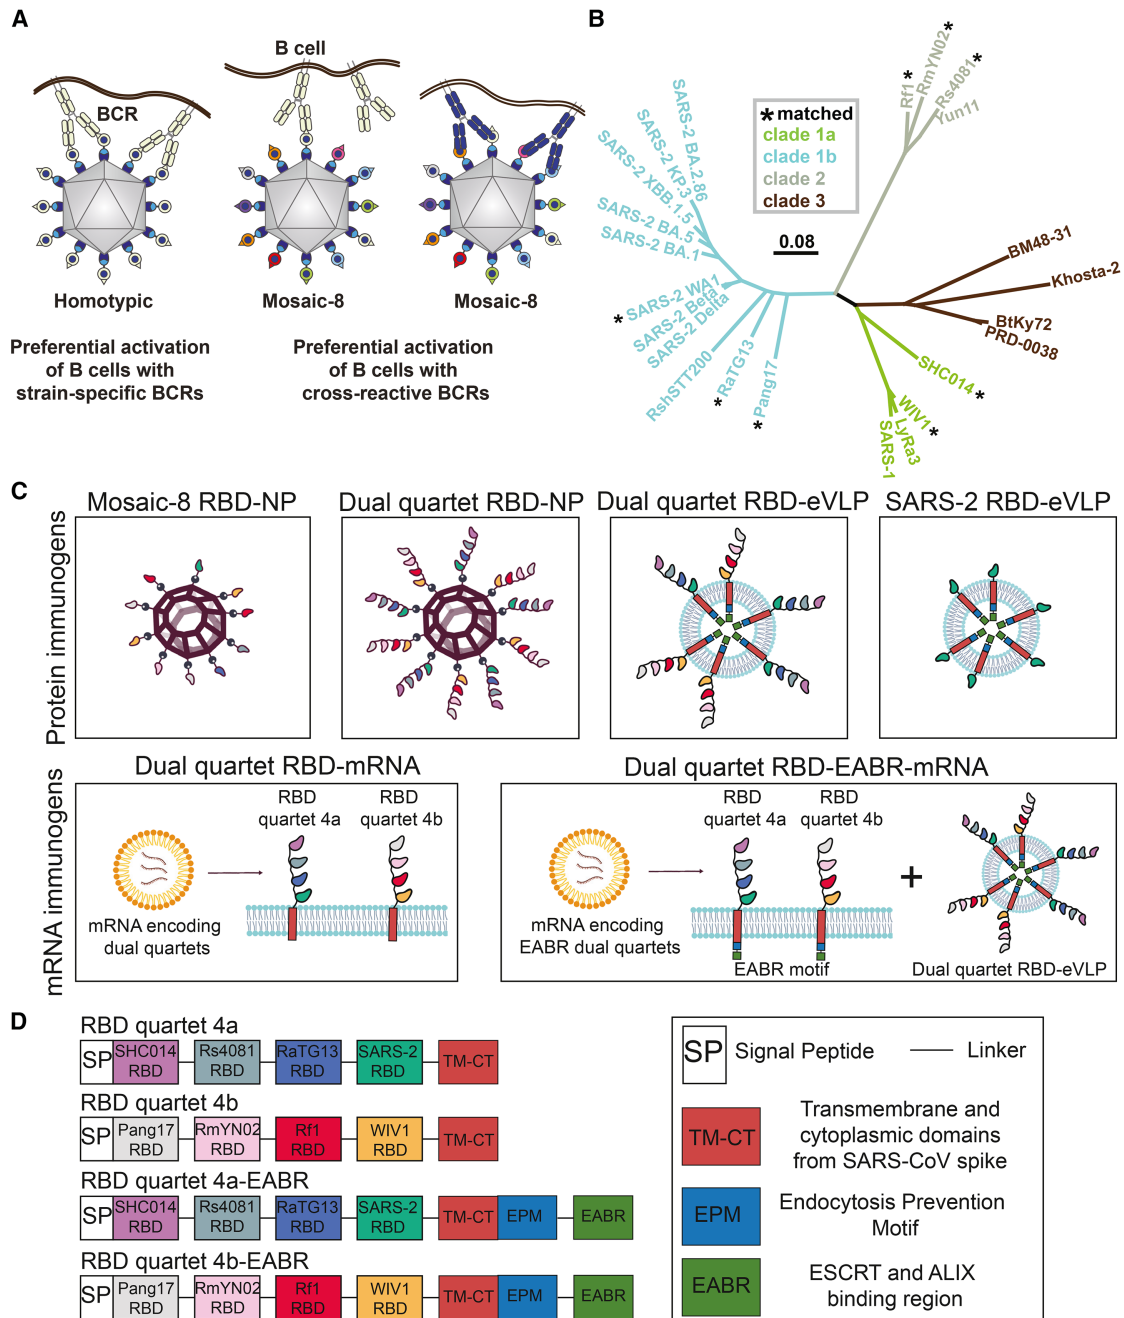 A
B cell
BCR
Homotypic
Mosaic-8
Mosaic-8
Preferential activation
of B cells with
strain-specific BCRs
Preferential activation
of B cells with
cross-reactive BCRs
B
* matched
clade 1a
clade 1b
clade 2
clade 3
0.08
Rf1*
RmYN02*
Rs4081*
Yun11
SARS-2 BA.2.86
SARS-2 KP.3
SARS-2 XBB.1.5
SARS-2 BA.5
SARS-2 BA.1
* SARS-2 WA1
SARS-2 Beta
SARS-2 Delta
RshSTT200
* RaTG13
* Pang17
BM48-31
Khosta-2
BtKy72
PRD-0038
SHC014 *
WIV1 *
LyRa3
SARS-1
C
Protein immunogens
Mosaic-8 RBD-NP
Dual quartet RBD-NP
Dual quartet RBD-eVLP
SARS-2 RBD-eVLP
mRNA immunogens
Dual quartet RBD-mRNA
RBD
quartet 4a
RBD
quartet 4b
mRNA encoding
dual quartets
Dual quartet RBD-EABR-mRNA
RBD
quartet 4a
RBD
quartet 4b
mRNA encoding
EABR dual quartets
EABR motif
+
Dual quartet RBD-eVLP
D
RBD quartet 4a
SP SHC014 RBD Rs4081 RBD RaTG13 RBD SARS-2 RBD TM-CT
RBD quartet 4b
SP Pang17 RBD RmYN02 RBD Rf1 RBD WIV1 RBD TM-CT
RBD quartet 4a-EABR
SP SHC014 RBD Rs4081 RBD RaTG13 RBD SARS-2 RBD TM-CT EPM EABR
RBD quartet 4b-EABR
SP Pang17 RBD RmYN02 RBD Rf1 RBD WIV1 RBD TM-CT EPM EABR
SP Signal Peptide Linker
TM-CT
Transmembrane and
cytoplasmic domains
from SARS-CoV spike
EPM
Endocytosis Prevention
Motif
EABR
ESCRT and ALIX
binding region